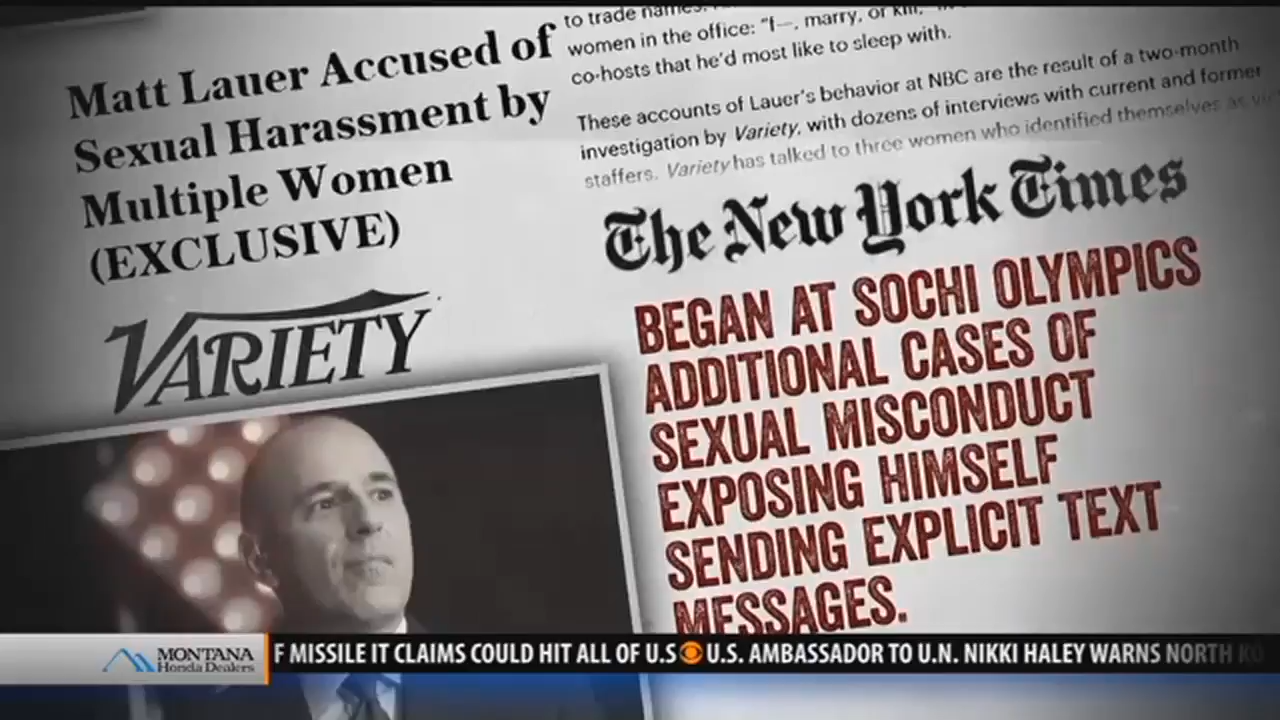 Matt Lauer Accused of
Sexual Harassment by
Multiple Women
(EXCLUSIVE)
VARIETY
to trade names.
women in the office: "f—, marry, or kill,"
co-hosts that he'd most like to sleep with.
These accounts of Lauer's behavior at NBC are the result of a two-month
investigation by Variety, with dozens of interviews with current and former
staffers. Variety has talked to three women who identified themselves as
The New York Times
BEGAN AT SOCHI OLYMPICS
ADDITIONAL CASES OF
SEXUAL MISCONDUCT
EXPOSING HIMSELF
SENDING EXPLICIT TEXT
MESSAGES.
MONTANA
Honda Dealers
F MISSILE IT CLAIMS COULD HIT ALL OF U.S U.S. AMBASSADOR TO U.N. NIKKI HALEY WARNS NORTH KO